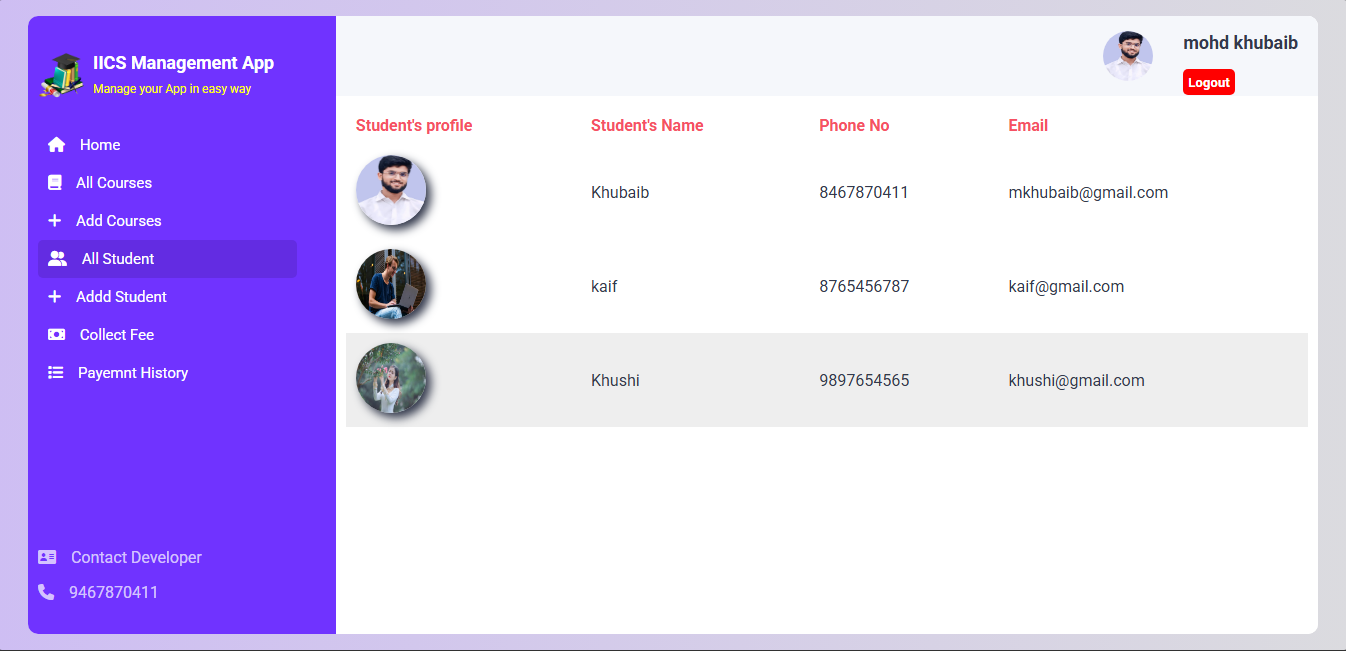 IICS Management App
Manage your App in easy way
Home
All Courses
Add Courses
All Student
Addd Student
Collect Fee
Payemnt History
Contact Developer
9467870411
mohd khubaib
Logout
Student's profile Student's Name Phone No Email
Khubaib 8467870411 mkhubaib@gmail.com
kaif 8765456787 kaif@gmail.com
Khushi 9897654565 khushi@gmail.com